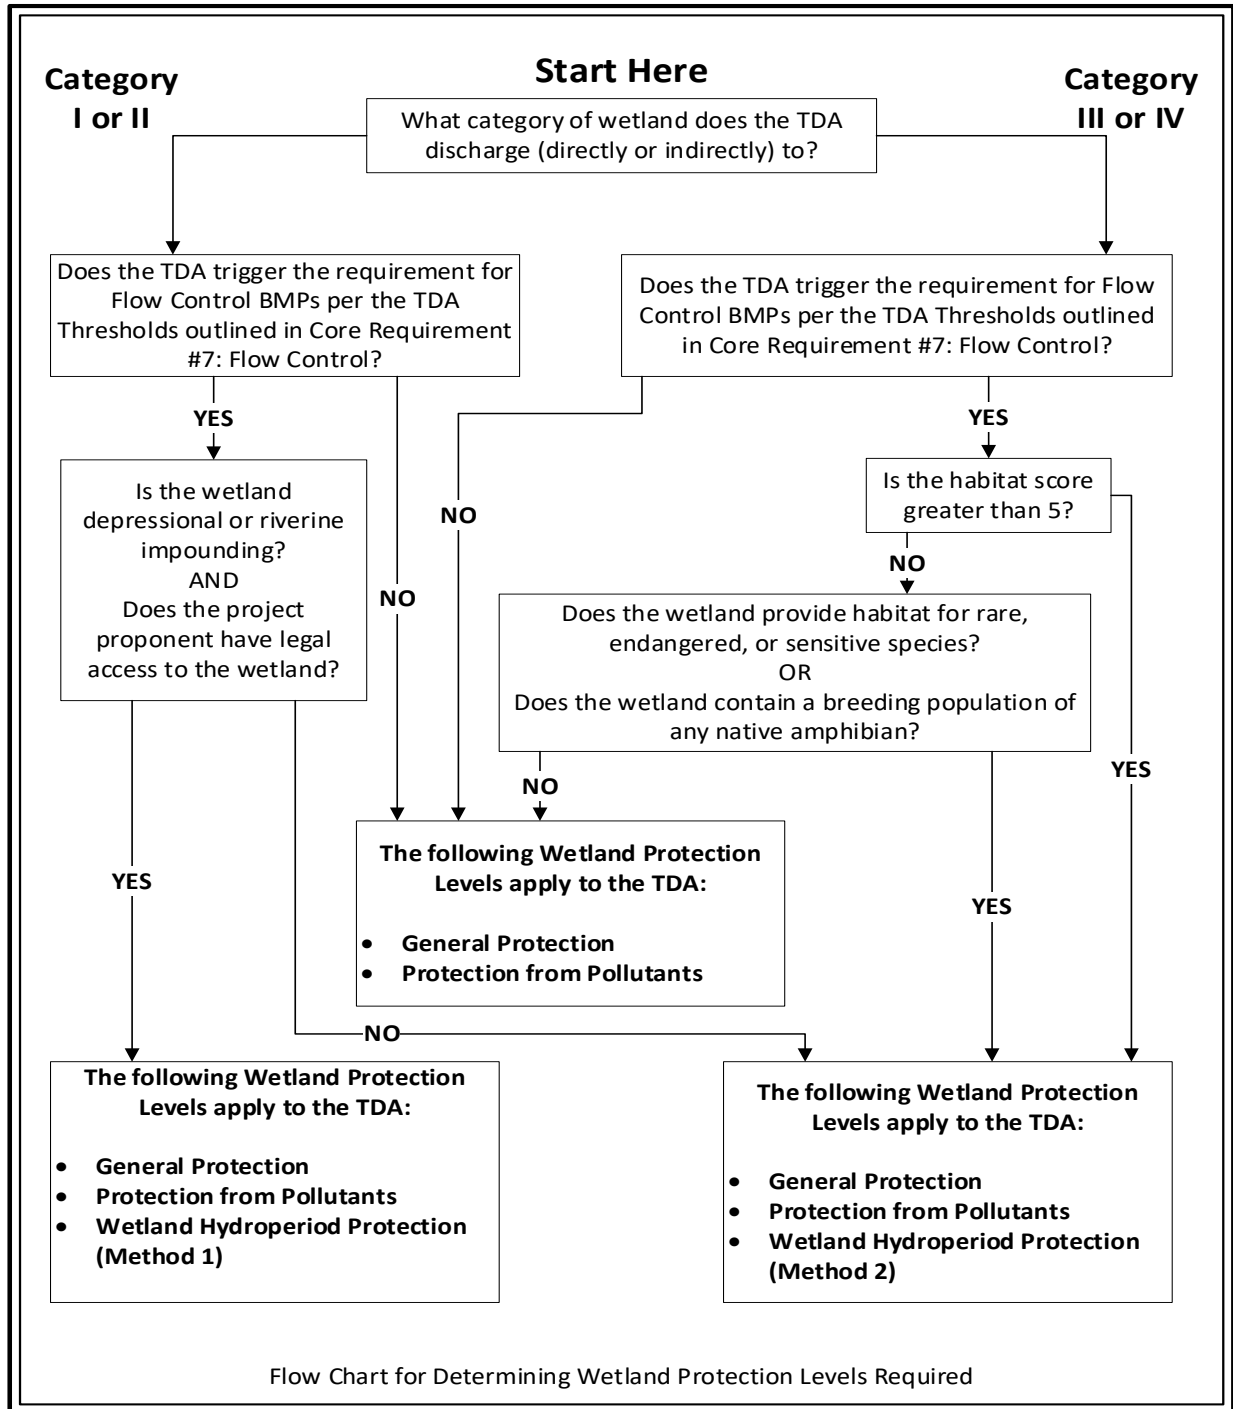 Start Here
Category
I or II
Category
III or IV
What category of wetland does the TDA
discharge (directly or indirectly) to?
Does the TDA trigger the requirement for
Flow Control BMPs per the TDA
Thresholds outlined in Core Requirement
#7: Flow Control?
Does the TDA trigger the requirement for Flow
Control BMPs per the TDA Thresholds outlined
in Core Requirement #7: Flow Control?
YES
NO
NO
YES
Is the wetland
depressional or riverine
impounding?
AND
Does the project
proponent have legal
access to the wetland?
Is the habitat score
greater than 5?
NO
YES
Does the wetland provide habitat for rare,
endangered, or sensitive species?
OR
Does the wetland contain a breeding population of
any native amphibian?
NO
YES
YES
NO
The following Wetland Protection
Levels apply to the TDA:
• General Protection
• Protection from Pollutants
The following Wetland Protection
Levels apply to the TDA:
• General Protection
• Protection from Pollutants
• Wetland Hydroperiod Protection
(Method 1)
The following Wetland Protection
Levels apply to the TDA:
• General Protection
• Protection from Pollutants
• Wetland Hydroperiod Protection
(Method 2)
Flow Chart for Determining Wetland Protection Levels Required